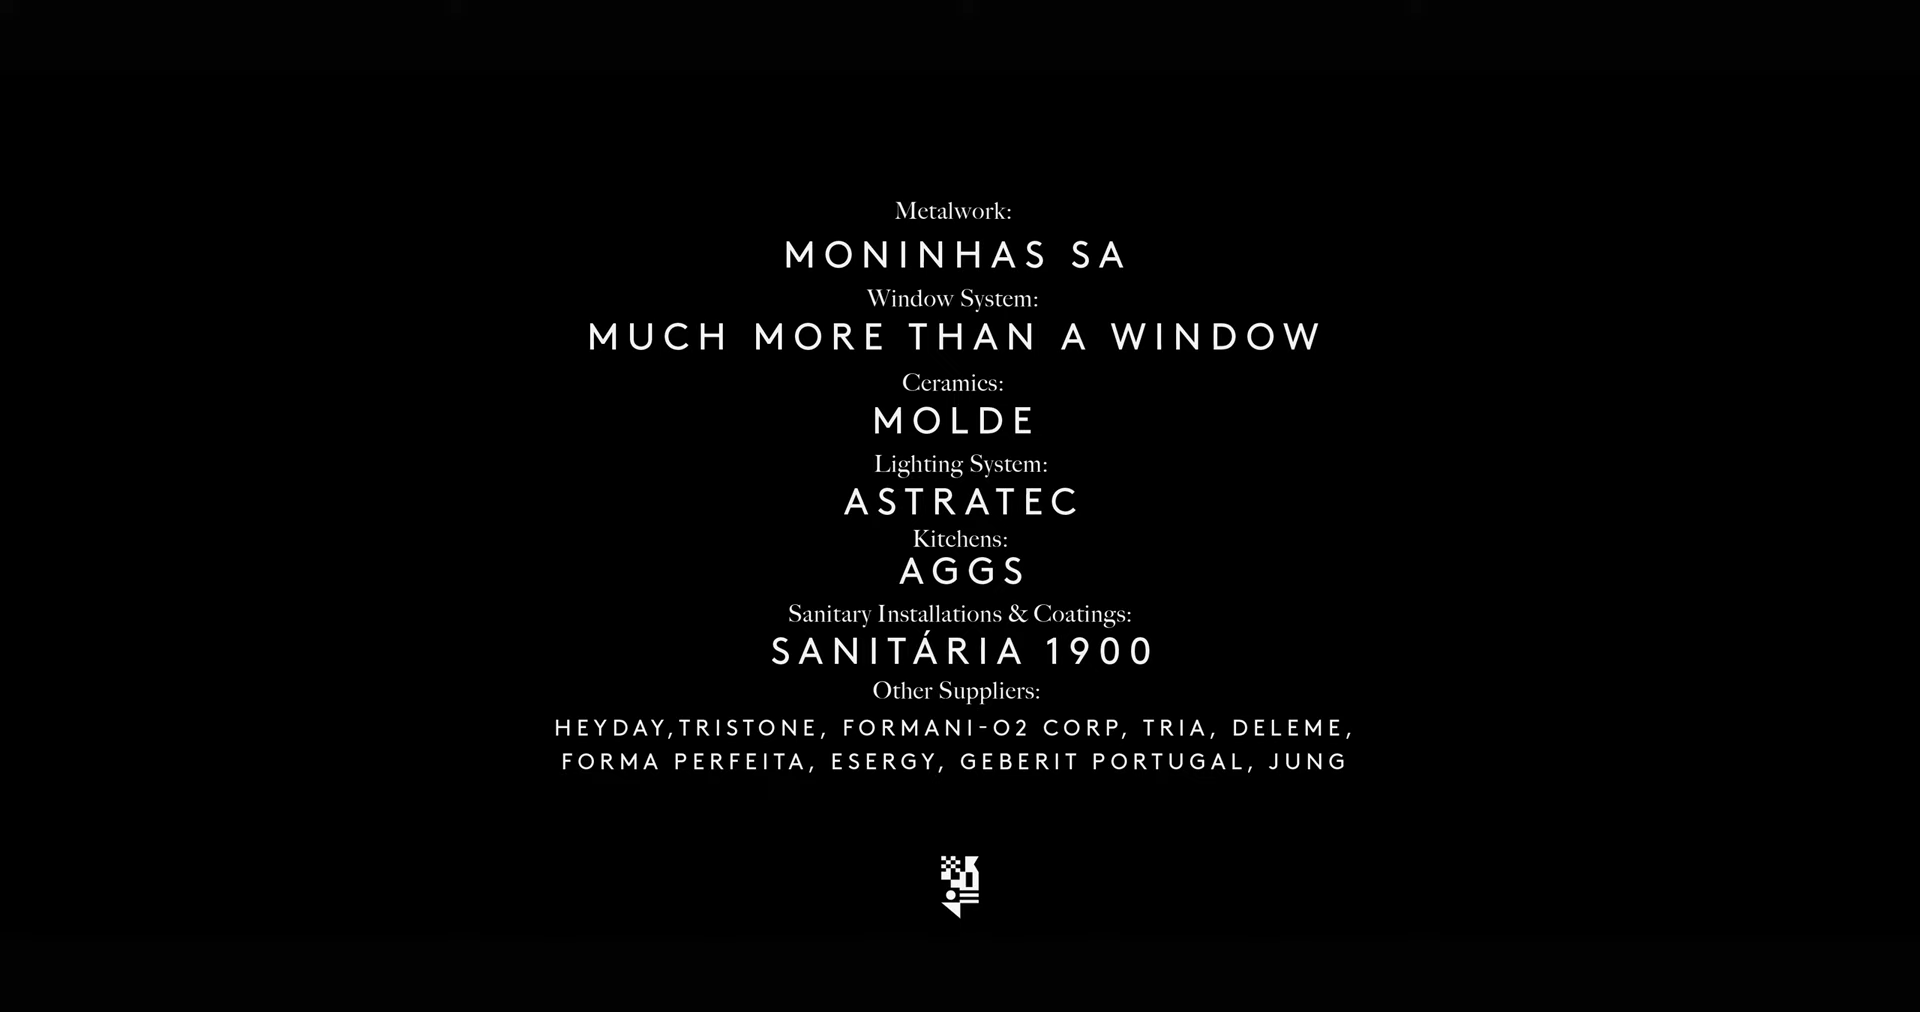 Metalwork:
MONINHAS SA
Window System:
MUCH MORE THAN A WINDOW
Ceramics:
MOLDE
Lighting System:
ASTRATEC
Kitchens:
AGGS
Sanitary Installations & Coatings:
SANITÁRIA 1900
Other Suppliers:
HEYDAY,TRISTONE, FORMANI-O2 CORP, TRIA, DELEME,
FORMA PERFEITA, ESERGY, GEBERIT PORTUGAL, JUNG